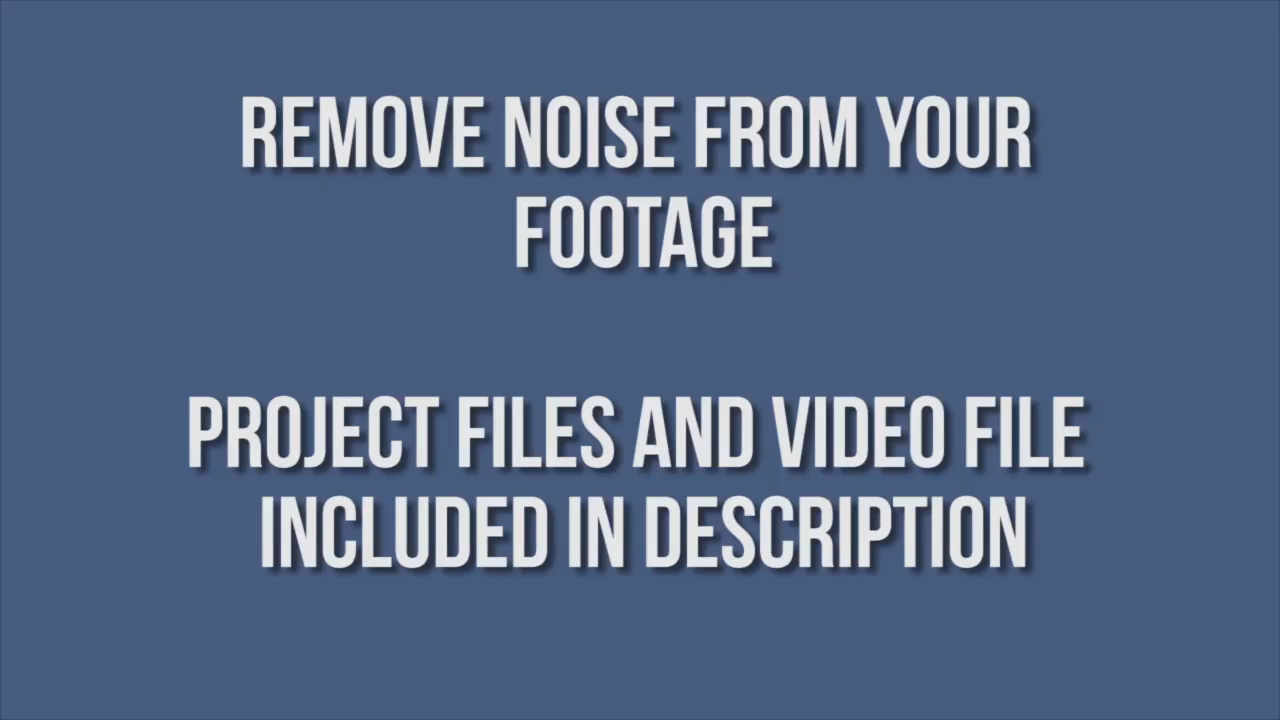 REMOVE NOISE FROM YOUR
FOOTAGE
PROJECT FILES AND VIDEO FILE
INCLUDED IN DESCRIPTION